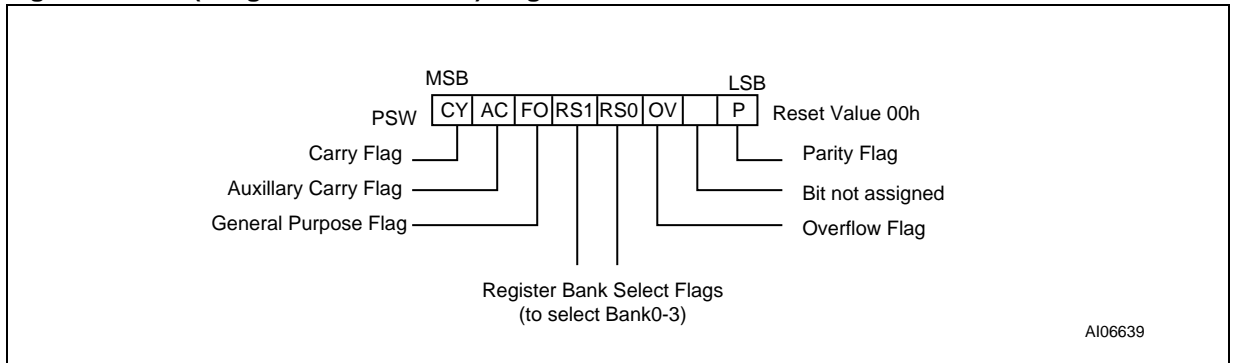 MSB
LSB
PSW CY AC FO RS1 RS0 OV P Reset Value 00h
Carry Flag
Parity Flag
Auxillary Carry Flag
Bit not assigned
General Purpose Flag
Overflow Flag
Register Bank Select Flags
(to select Bank0-3)
AI06639